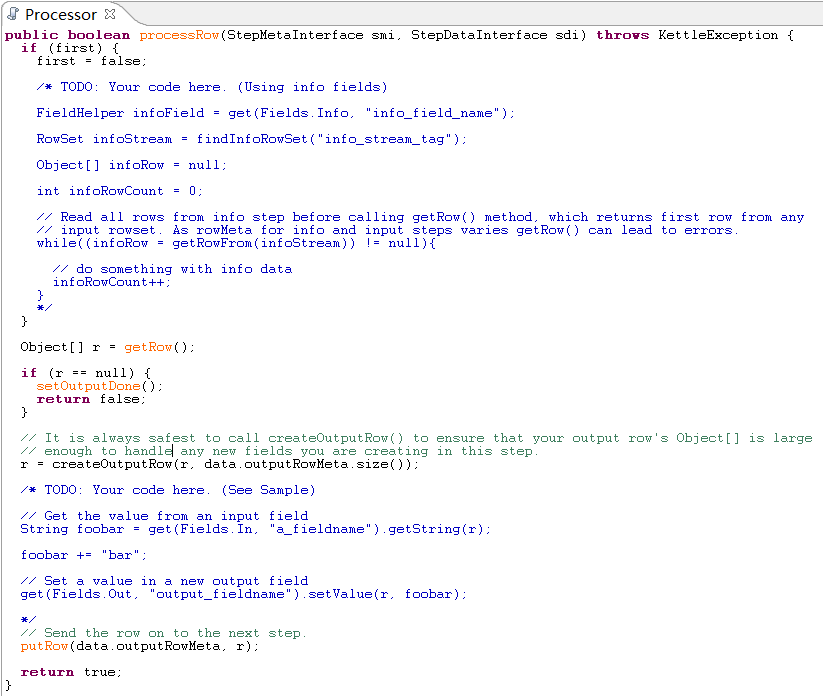 Processor
public boolean processRow(StepMetaInterface smi, StepDataInterface sdi) throws KettleException {
  if (first) {
    first = false;

    /* TODO: Your code here. (Using info fields)

    FieldHelper infoField = get(Fields.Info, "info_field_name");

    RowSet infoStream = findInfoRowSet("info_stream_tag");

    Object[] infoRow = null;

    int infoRowCount = 0;

    // Read all rows from info step before calling getRow() method, which returns first row from any
    // input rowset. As rowMeta for info and input steps varies getRow() can lead to errors.
    while((infoRow = getRowFrom(infoStream)) != null){

      // do something with info data
      infoRowCount++;
    }
    */
  }

  Object[] r = getRow();

  if (r == null) {
    setOutputDone();
    return false;
  }

  // It is always safest to call createOutputRow() to ensure that your output row's Object[] is large
  // enough to handle any new fields you are creating in this step.
  r = createOutputRow(r, data.outputRowMeta.size());

  /* TODO: Your code here. (See Sample)

  // Get the value from an input field
  String foobar = get(Fields.In, "a_fieldname").getString(r);

  foobar += "bar";

  // Set a value in a new output field
  get(Fields.Out, "output_fieldname").setValue(r, foobar);

  */
  // Send the row on to the next step.
  putRow(data.outputRowMeta, r);

  return true;
}